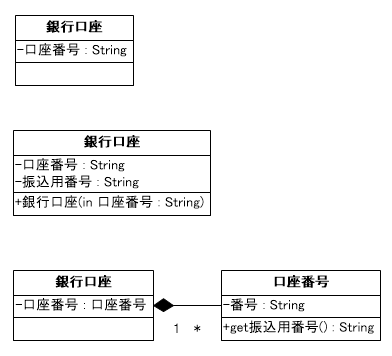 銀行口座
-口座番号 : String
銀行口座
-口座番号 : String
-振込用番号 : String
+銀行口座(in 口座番号 : String)
銀行口座
-口座番号 : 口座番号
1 *
口座番号
-番号 : String
+get振込用番号() : String